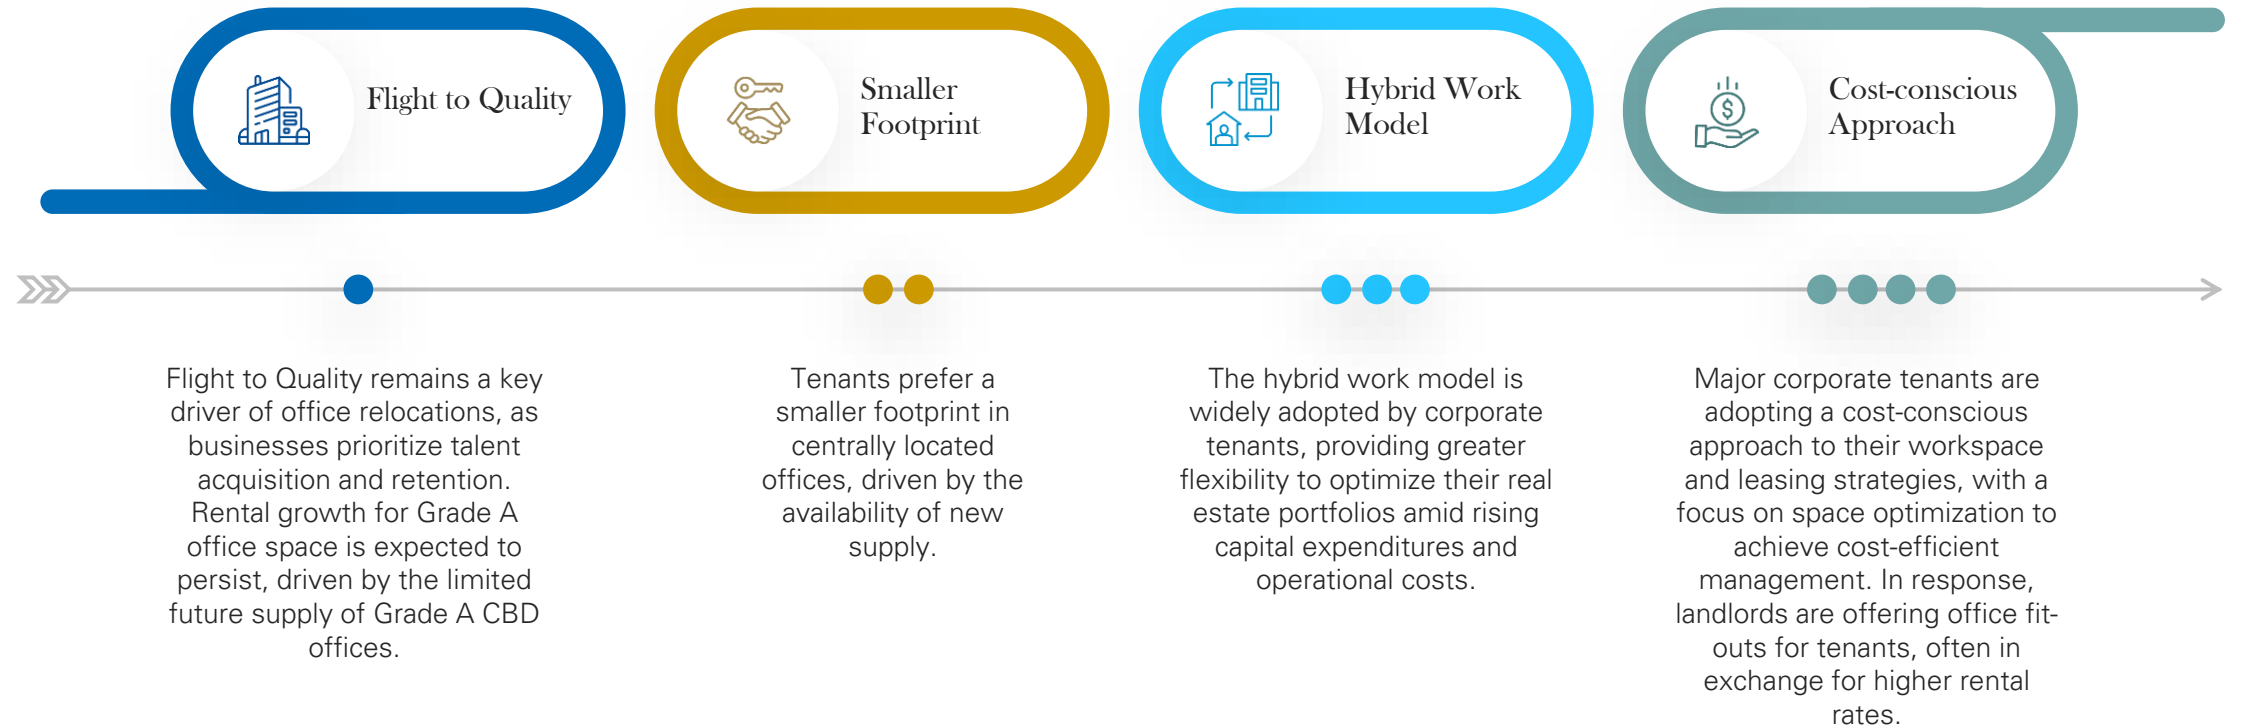 Flight to Quality
Smaller
Footprint
Hybrid Work
Model
Cost-conscious
Approach
Flight to Quality remains a key
driver of office relocations, as
businesses prioritize talent
acquisition and retention.
Rental growth for Grade A
office space is expected to
persist, driven by the limited
future supply of Grade A CBD
offices.
Tenants prefer a
smaller footprint in
centrally located
offices, driven by the
availability of new
supply.
The hybrid work model is
widely adopted by corporate
tenants, providing greater
flexibility to optimize their real
estate portfolios amid rising
capital expenditures and
operational costs.
Major corporate tenants are
adopting a cost-conscious
approach to their workspace
and leasing strategies, with a
focus on space optimization to
achieve cost-efficient
management. In response,
landlords are offering office fit-
outs for tenants, often in
exchange for higher rental
rates.